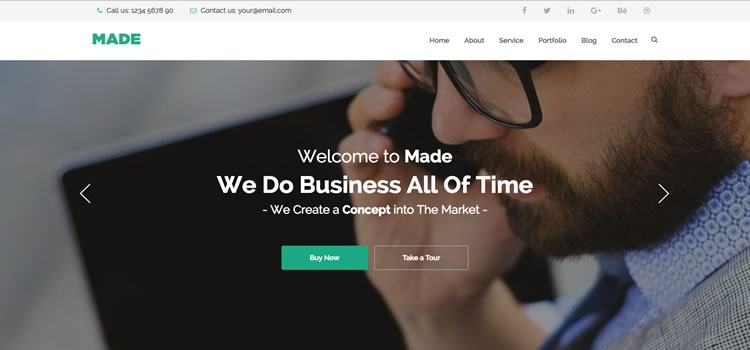 Call us: 1234 5678 90
Contact us: your@email.com
G+
Bē
MADE
Home
About
Service
Portfolio
Blog
Contact
Welcome to Made
We Do Business All Of Time
- We Create a Concept into The Market -
Buy Now
Take a Tour